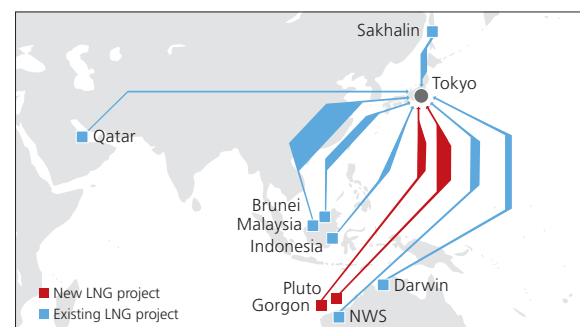 Sakhalin
Tokyo
Qatar
Brunei
Malaysia
Indonesia
Pluto
Gorgon
Darwin
NWS
New LNG project
Existing LNG project